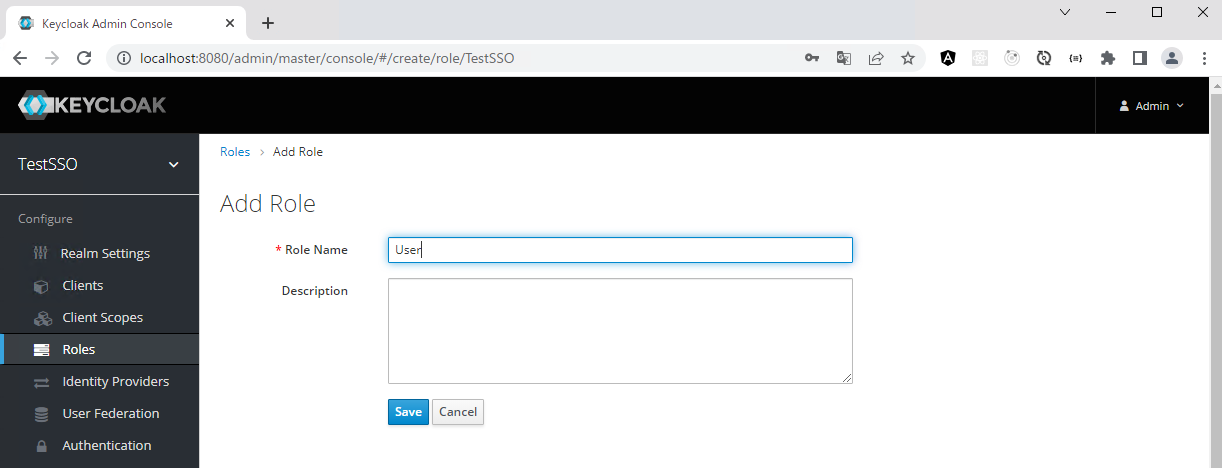 Keycloak Admin Console
localhost:8080/admin/master/console/#/create/role/TestSSO
KEYCLOAK
Admin
TestSSO
Roles > Add Role
Configure
Add Role
Realm Settings
* Role Name User
Clients
Description
Client Scopes
Roles
Identity Providers
User Federation
Save Cancel
Authentication